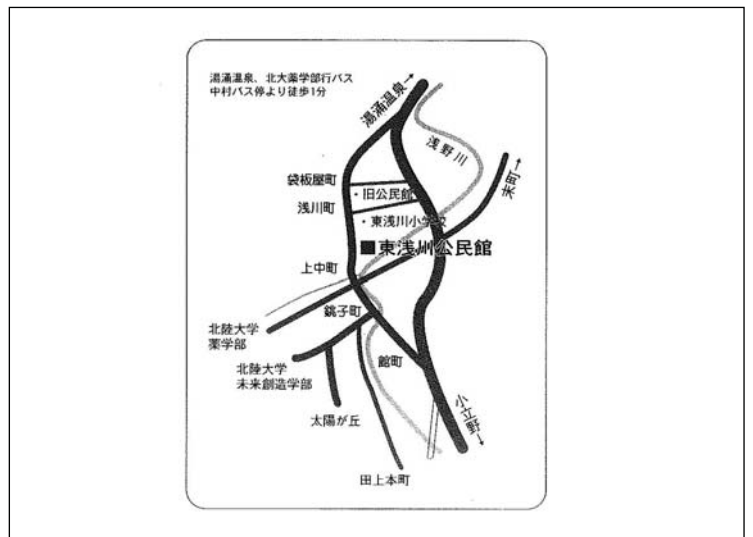 湯涌温泉、北大薬学部行バス
中村バス停より徒歩1分
湯涌温泉→
浅野川
末町→
袋板屋町
・旧公民館
浅川町
・東浅川小学校
■東浅川公民館
上中町
銚子町
北陸大学
薬学部
館町
北陸大学
未来創造学部
太陽が丘
小立野→
田上本町